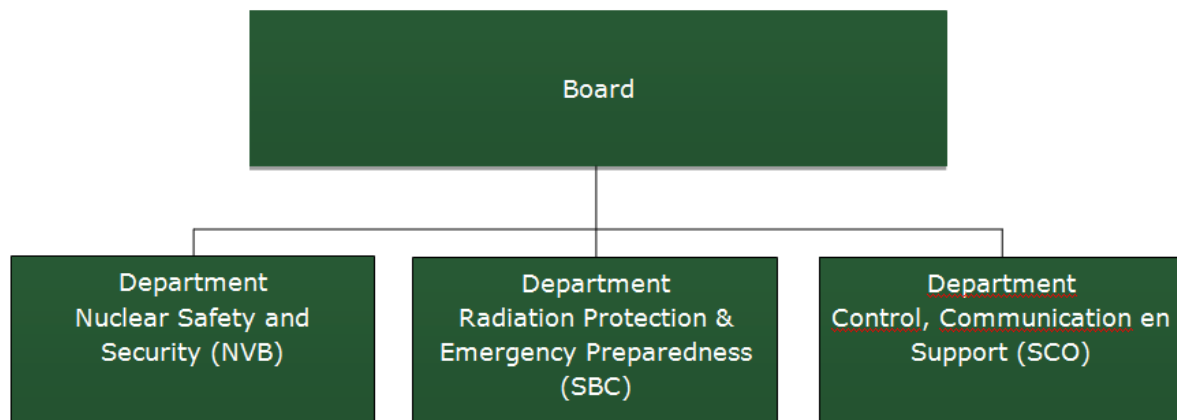 Board
Department
Nuclear Safety and
Security (NVB)
Department
Radiation Protection &
Emergency Preparedness
(SBC)
Department
Control, Communication en
Support (SCO)